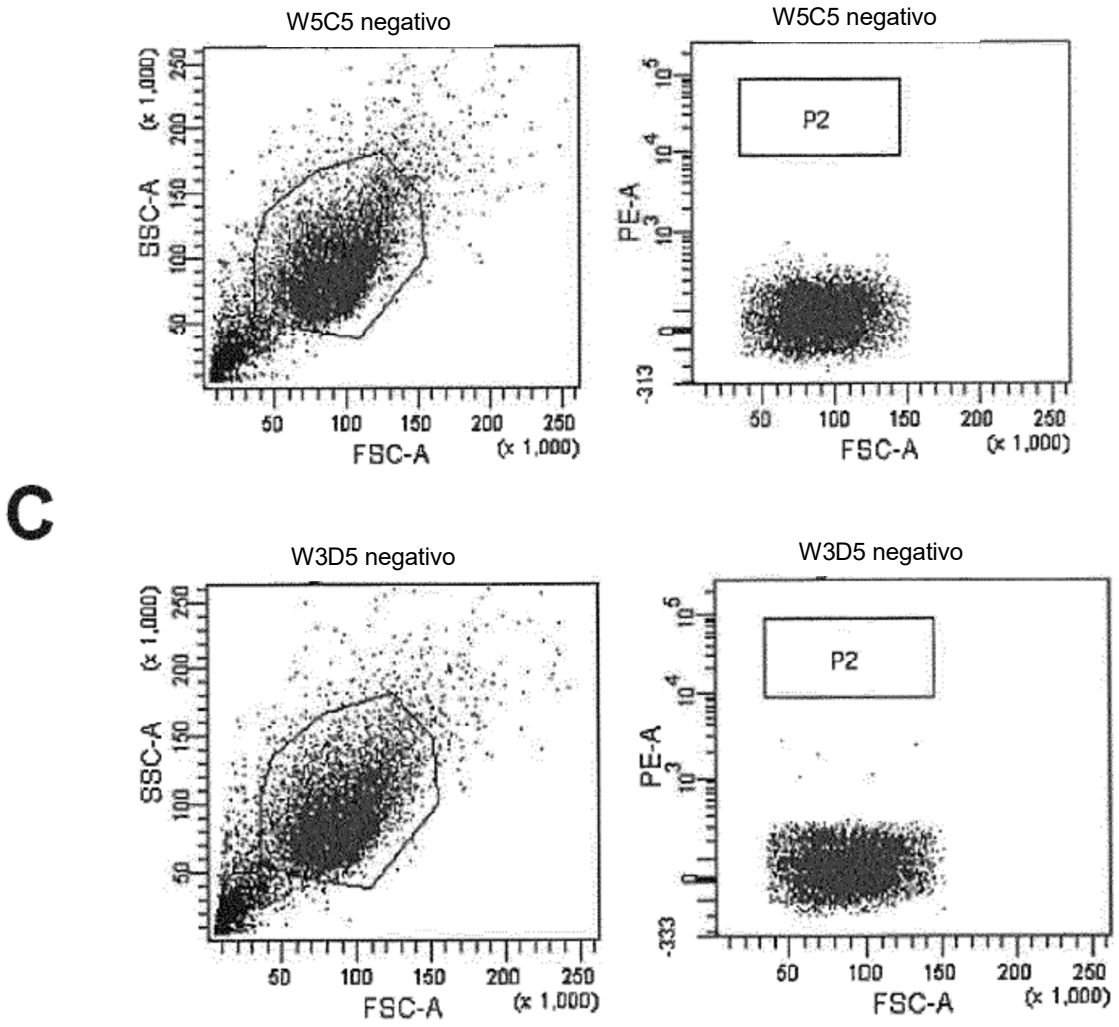 W5C5 negativo
W5C5 negativo
(x 1,000)
250
200
150
100
50
SSC-A
50 100 150 200 250
FSC-A (x 1,000)
10^5
10^4
10^3
0
-313
PE-A
P2
50 100 150 200 250
FSC-A (x 1,000)
C
W3D5 negativo
W3D5 negativo
(x 1,000)
250
200
150
100
50
SSC-A
50 100 150 200 250
FSC-A (x 1,000)
10^5
10^4
10^3
0
-333
PE-A
P2
50 100 150 200 250
FSC-A (x 1,000)